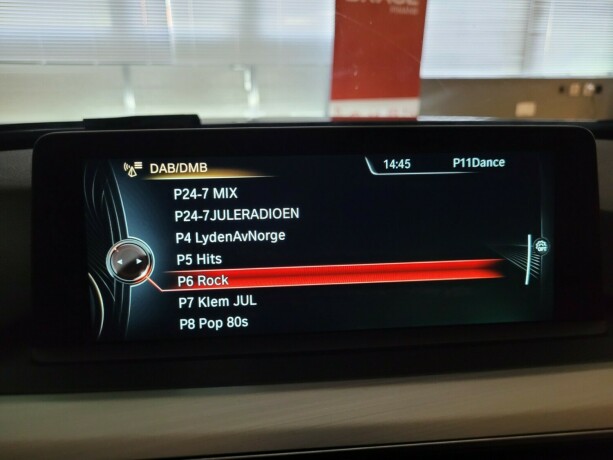 DAB/DMB
14:45
P11Dance
P24-7 MIX
P24-7JULERADIOEN
P4 LydenAvNorge
P5 Hits
P6 Rock
P7 Klem JUL
P8 Pop 80s